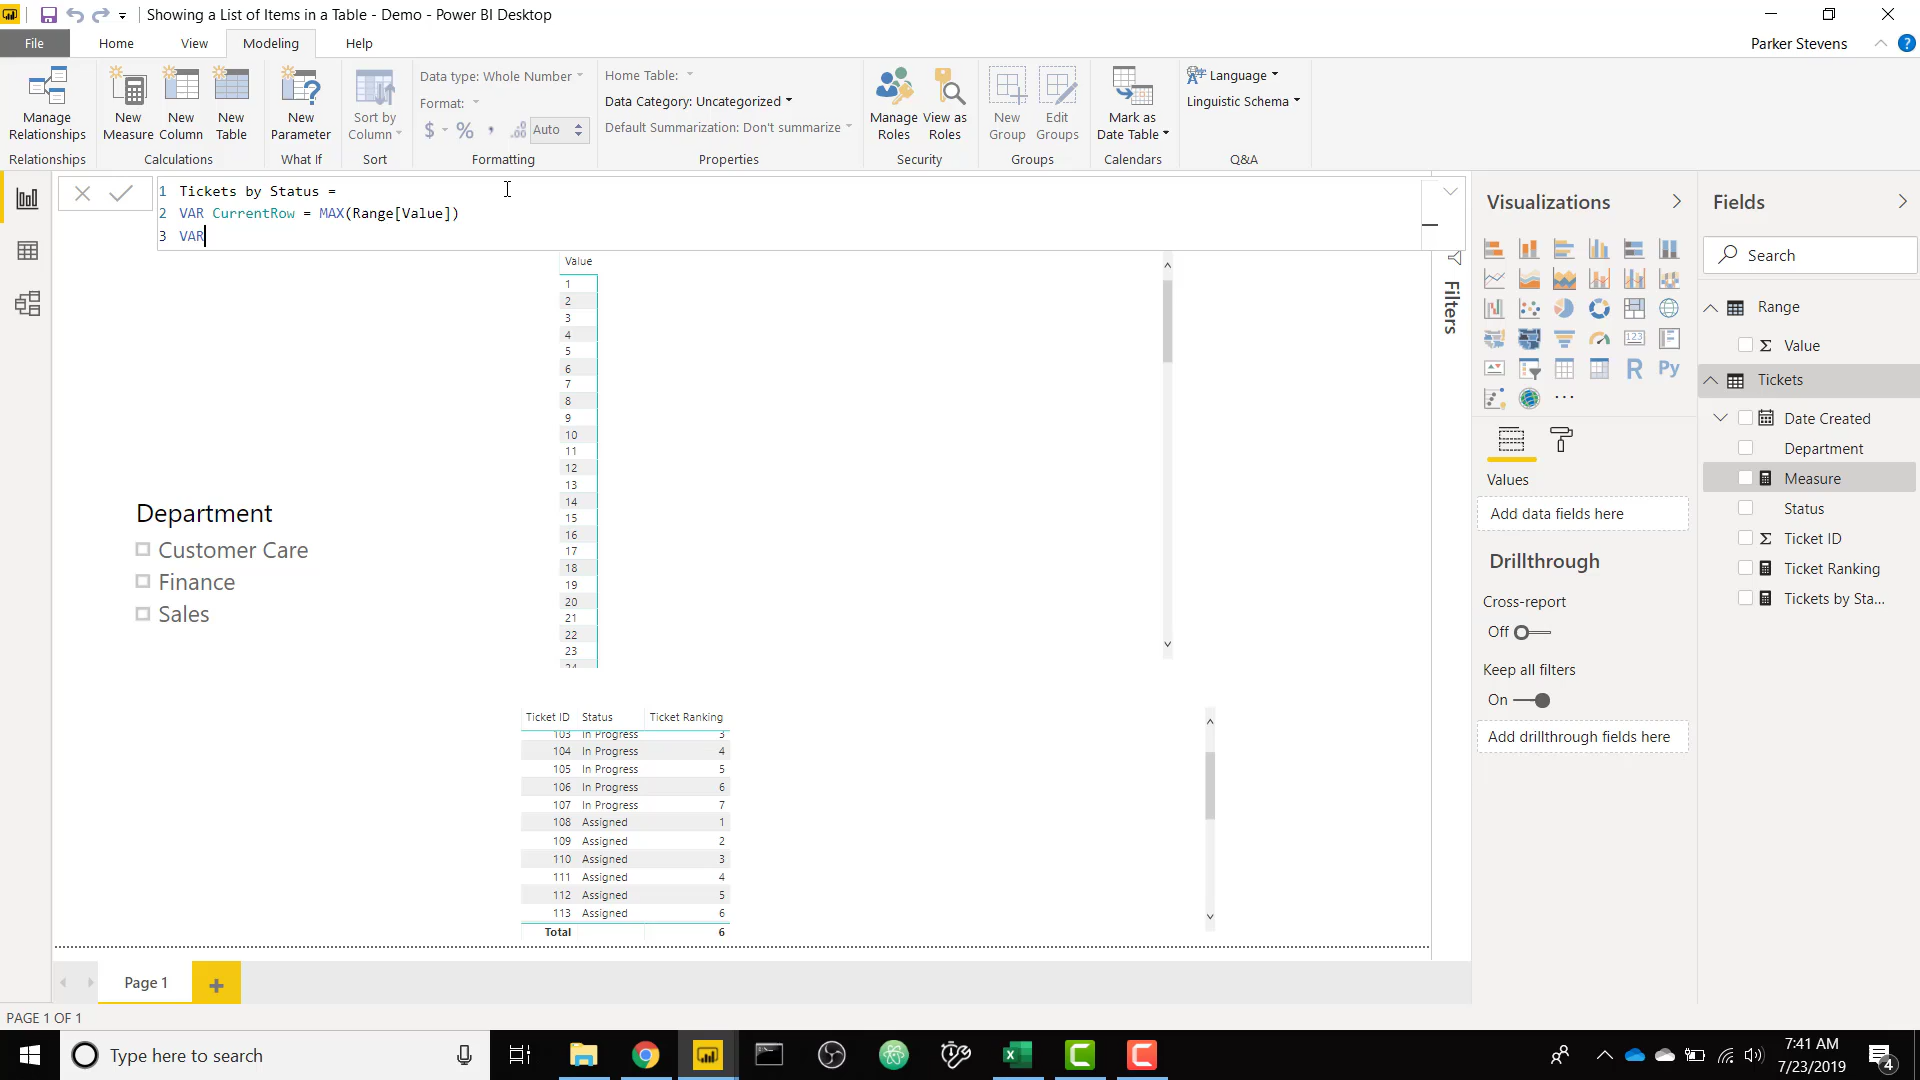 Showing a List of Items in a Table - Demo - Power BI Desktop
File Home View Modeling Help
Parker Stevens
Manage Relationships
New Measure
New Column
New Table
New Parameter
Sort by Column
Data type: Whole Number
Format:
$ % , .00 Auto
Home Table:
Data Category: Uncategorized
Default Summarization: Don't summarize
Manage Roles
View as Roles
New Group
Edit Groups
Mark as Date Table
Language
Linguistic Schema
Relationships Calculations What If Sort Formatting Properties Security Groups Calendars Q&A
1 Tickets by Status =
2 VAR CurrentRow = MAX(Range[Value])
3 VAR
Value
1
2
3
4
5
6
7
8
9
10
11
12
13
14
15
16
17
18
19
20
21
22
23
24
Department
Customer Care
Finance
Sales
Ticket ID Status Ticket Ranking
103 In Progress 3
104 In Progress 4
105 In Progress 5
106 In Progress 6
107 In Progress 7
108 Assigned 1
109 Assigned 2
110 Assigned 3
111 Assigned 4
112 Assigned 5
113 Assigned 6
Total 6
Filters
Visualizations
123
R Py
Values
Add data fields here
Drillthrough
Cross-report
Off
Keep all filters
On
Add drillthrough fields here
Fields
Search
Range
Value
Tickets
Date Created
Department
Measure
Status
Ticket ID
Ticket Ranking
Tickets by Sta...
Page 1
PAGE 1 OF 1
Type here to search
7:41 AM
7/23/2019
4